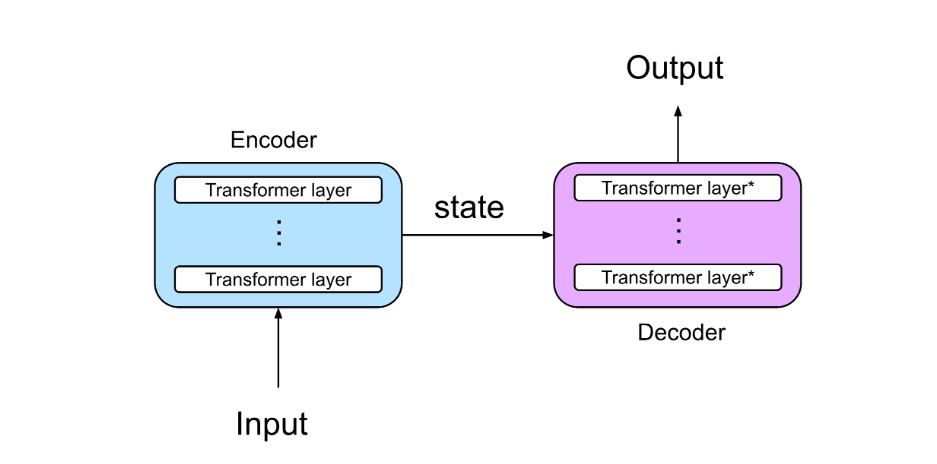 Output
Encoder
Transformer layer
⋮
Transformer layer
state
Transformer layer*
⋮
Transformer layer*
Decoder
Input